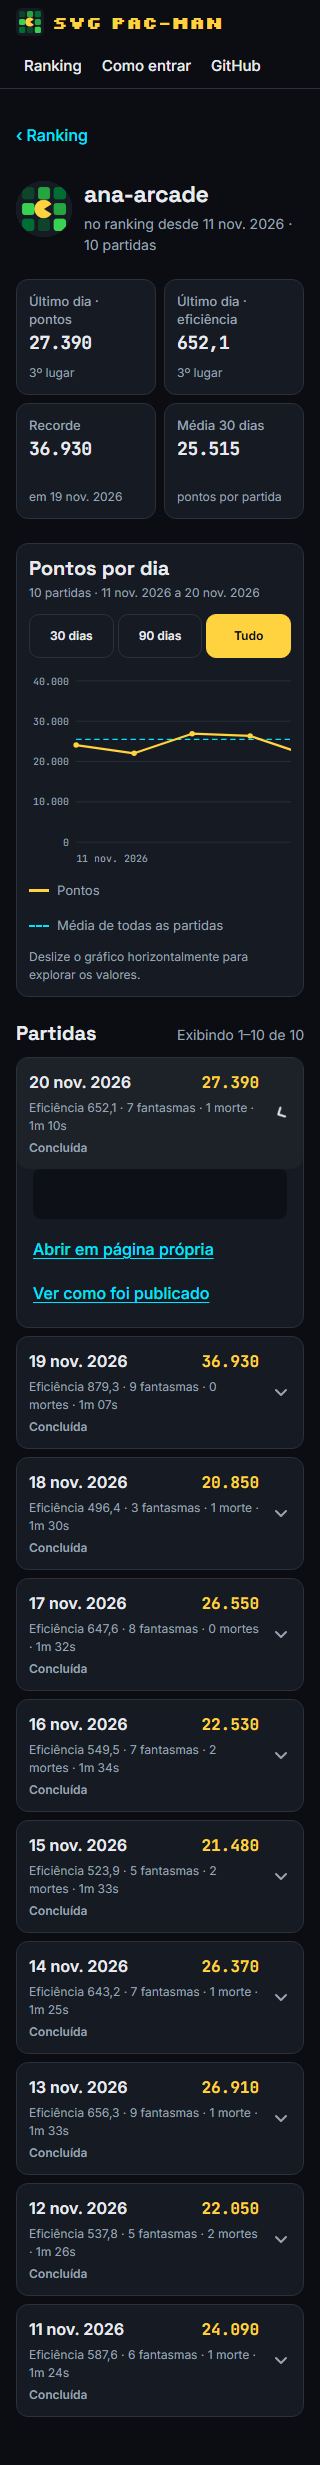 SVG PAC-MAN
Ranking Como entrar GitHub
‹ Ranking
ana-arcade
no ranking desde 11 nov. 2026 ·
10 partidas
Último dia ·
pontos
27.390
3º lugar
Último dia ·
eficiência
652,1
3º lugar
Recorde
36.930
em 19 nov. 2026
Média 30 dias
25.515
pontos por partida
Pontos por dia
10 partidas · 11 nov. 2026 a 20 nov. 2026
30 dias 90 dias Tudo
40.000
30.000
20.000
10.000
0
11 nov. 2026
Pontos
Média de todas as partidas
Deslize o gráfico horizontalmente para
explorar os valores.
Partidas Exibindo 1–10 de 10
20 nov. 2026 27.390
Eficiência 652,1 · 7 fantasmas · 1 morte ·
1m 10s
Concluída
Abrir em página própria
Ver como foi publicado
19 nov. 2026 36.930
Eficiência 879,3 · 9 fantasmas · 0
mortes · 1m 07s
Concluída
18 nov. 2026 20.850
Eficiência 496,4 · 3 fantasmas · 1 morte ·
1m 30s
Concluída
17 nov. 2026 26.550
Eficiência 647,6 · 8 fantasmas · 0 mortes
· 1m 32s
Concluída
16 nov. 2026 22.530
Eficiência 549,5 · 7 fantasmas · 2
mortes · 1m 34s
Concluída
15 nov. 2026 21.480
Eficiência 523,9 · 5 fantasmas · 2
mortes · 1m 33s
Concluída
14 nov. 2026 26.370
Eficiência 643,2 · 7 fantasmas · 1 morte ·
1m 25s
Concluída
13 nov. 2026 26.910
Eficiência 656,3 · 9 fantasmas · 1 morte ·
1m 33s
Concluída
12 nov. 2026 22.050
Eficiência 537,8 · 5 fantasmas · 2 mortes
· 1m 26s
Concluída
11 nov. 2026 24.090
Eficiência 587,6 · 6 fantasmas · 1 morte ·
1m 24s
Concluída